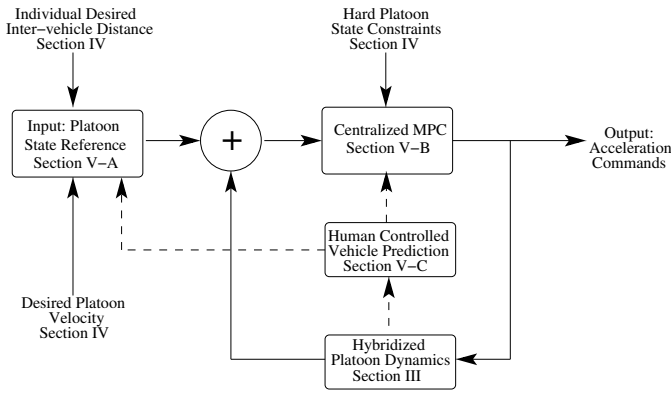 Individual Desired
Inter-vehicle Distance
Section IV
Hard Platoon
State Constraints
Section IV
Input: Platoon
State Reference
Section V-A
+
Centralized MPC
Section V-B
Output:
Acceleration
Commands
Human Controlled
Vehicle Prediction
Section V-C
Desired Platoon
Velocity
Section IV
Hybridized
Platoon Dynamics
Section III